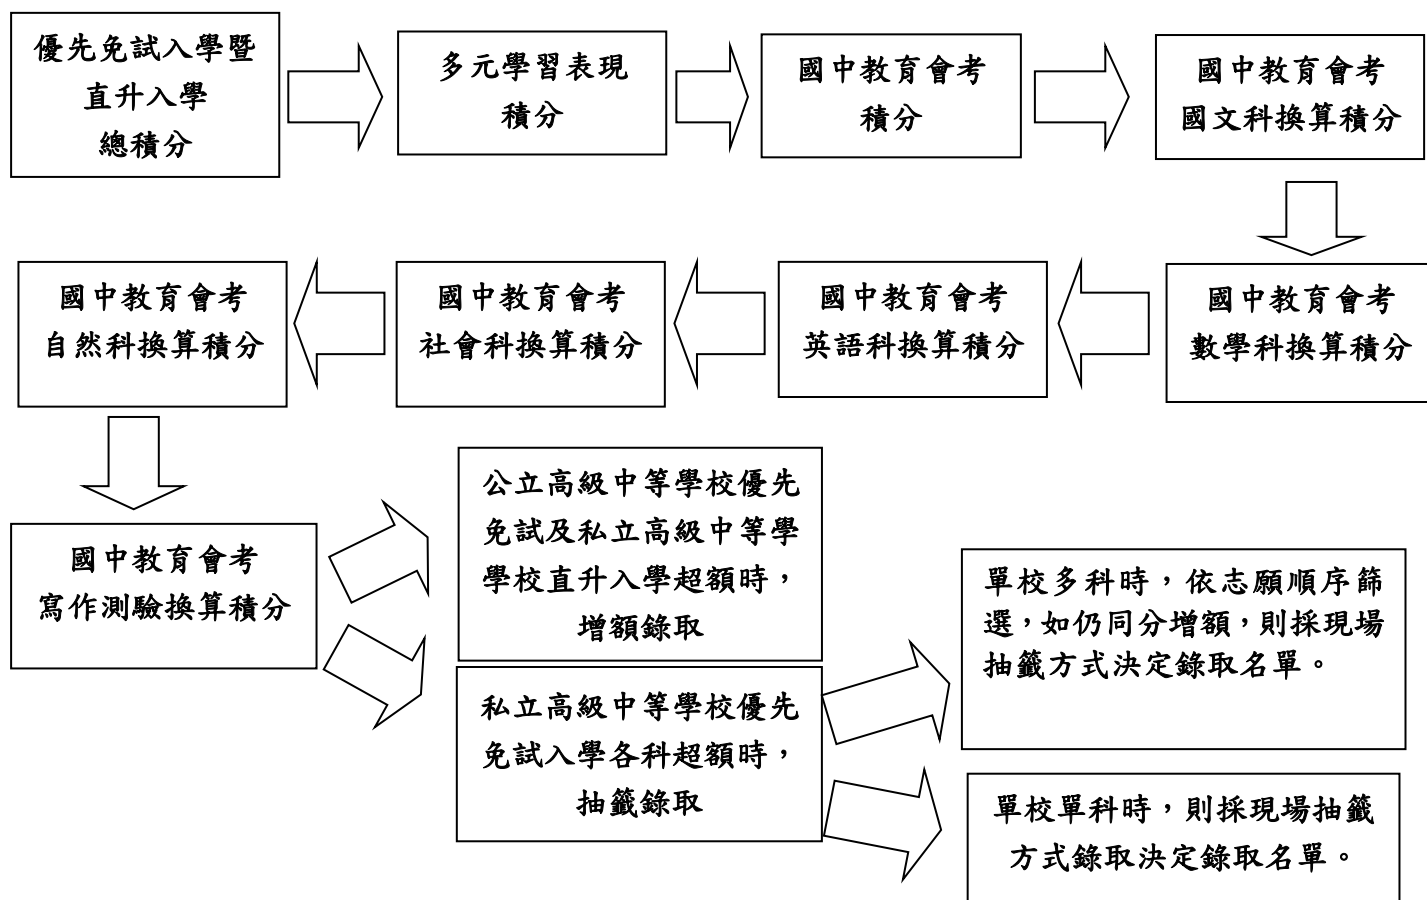 優先免試入學暨
直升入學
總積分
多元學習表現
積分
國中教育會考
積分
國中教育會考
國文科換算積分
國中教育會考
數學科換算積分
國中教育會考
英語科換算積分
國中教育會考
社會科換算積分
國中教育會考
自然科換算積分
國中教育會考
寫作測驗換算積分
公立高級中等學校優先
免試及私立高級中等學
學校直升入學超額時，
增額錄取
私立高級中等學校優先
免試入學各科超額時，
抽籤錄取
單校多科時，依志願順序篩
選，如仍同分增額，則採現場
抽籤方式決定錄取名單。
單校單科時，則採現場抽籤
方式錄取決定錄取名單。